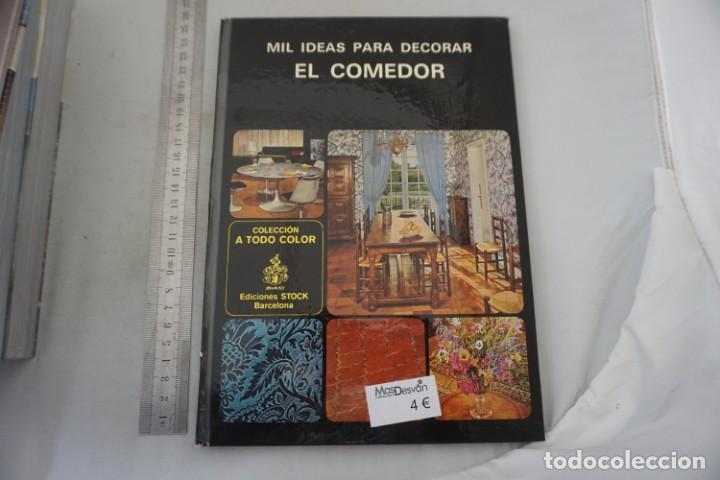 MIL IDEAS PARA DECORAR
EL COMEDOR
COLECCIÓN
A TODO COLOR
Ediciones STOCK
Barcelona
MasDesván
4 €
todocoleccion